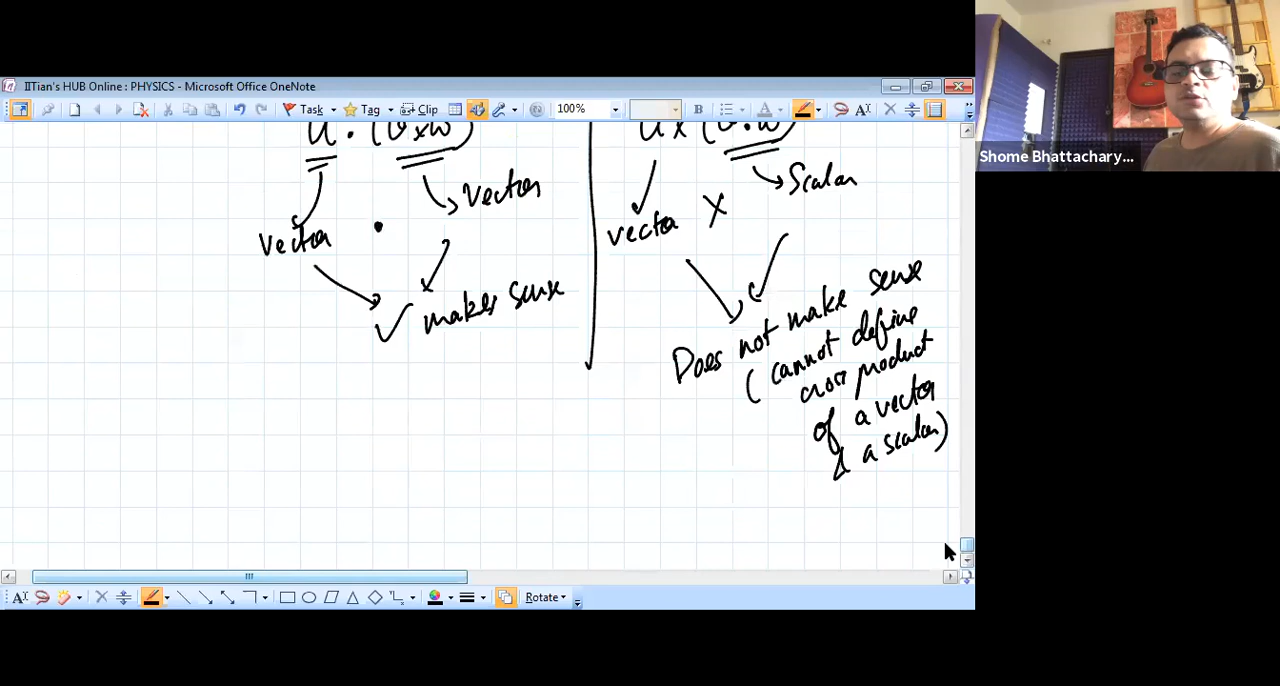 IITian's HUB Online : PHYSICS - Microsoft Office OneNote
Task Tag Clip 100% B A A
u . (v x w)
u x (v . w)
Vector
Scalar
Vector .
vector X
✓ makes sense
Does not make sense
( cannot define
cross product
of a vector
& a scalar)
Shome Bhattachary...
A Rotate